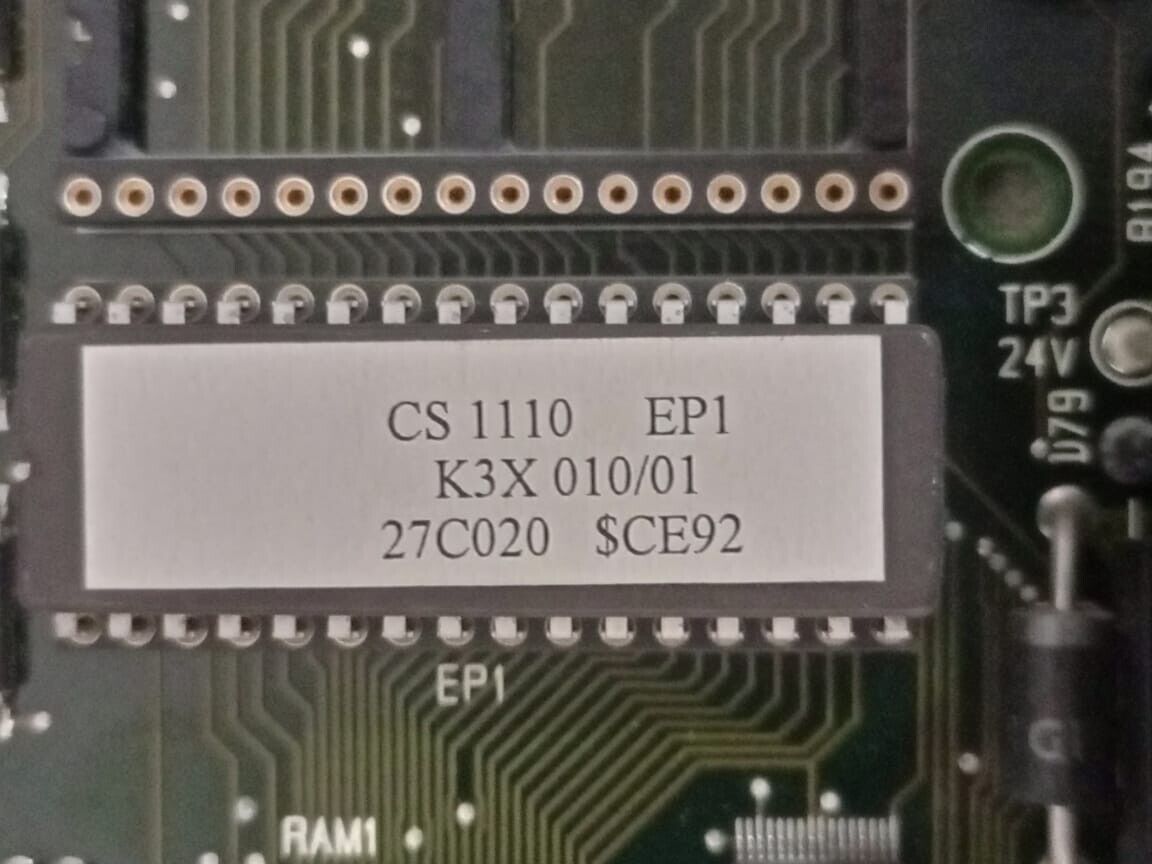 R194
TP3
24V
D79
CS 1110 EP1
K3X 010/01
27C020 $CE92
EP1
RAM1